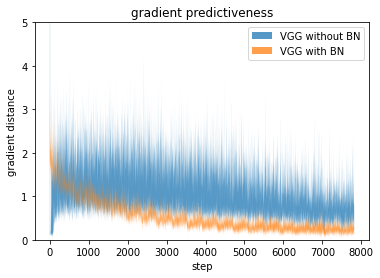 gradient predictiveness
VGG without BN
VGG with BN
gradient distance
5
4
3
2
1
0
0 1000 2000 3000 4000 5000 6000 7000 8000
step